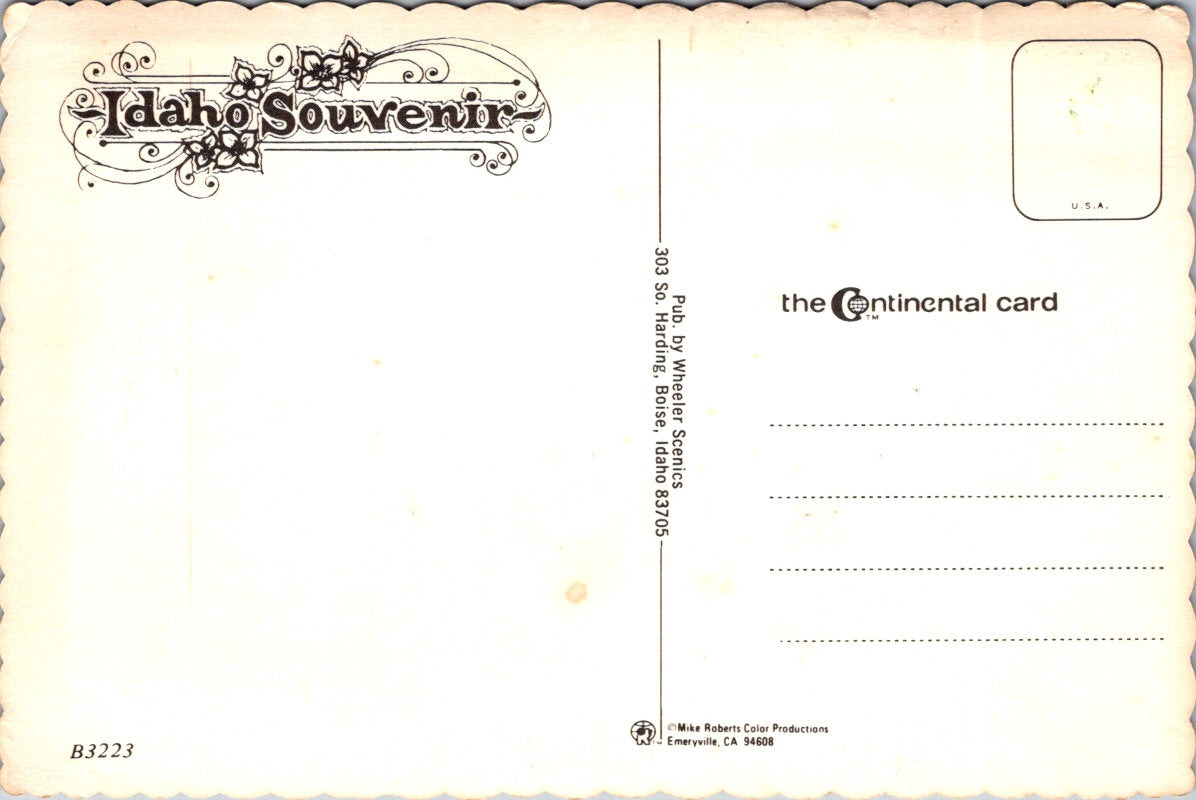 Idaho Souvenir
U.S.A.
the Continental card
TM
Pub. by Wheeler Scenics
303 So. Harding, Boise, Idaho 83705
B3223
©Mike Roberts Color Productions
Emeryville, CA 94608